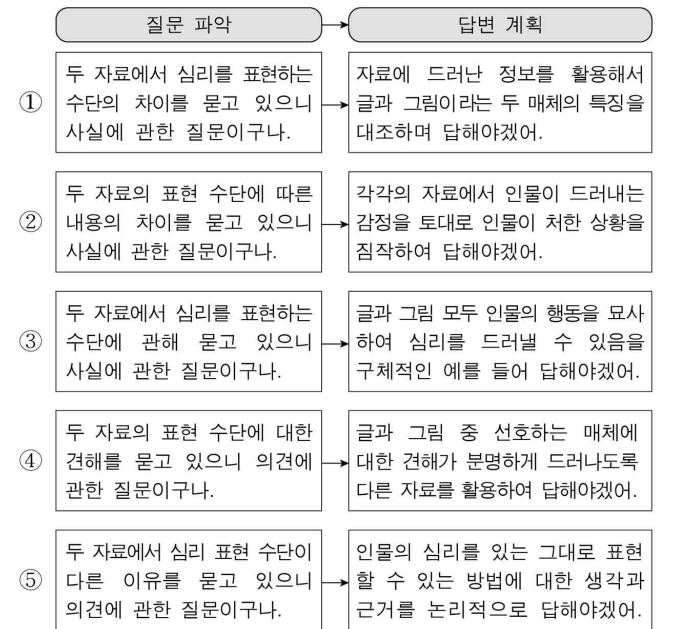 질문 파악 → 답변 계획
①
두 자료에서 심리를 표현하는
수단의 차이를 묻고 있으니
사실에 관한 질문이구나.
자료에 드러난 정보를 활용해서
글과 그림이라는 두 매체의 특징을
대조하며 답해야겠어.
②
두 자료의 표현 수단에 따른
내용의 차이를 묻고 있으니
사실에 관한 질문이구나.
각각의 자료에서 인물이 드러내는
감정을 토대로 인물이 처한 상황을
짐작하여 답해야겠어.
③
두 자료에서 심리를 표현하는
수단에 관해 묻고 있으니
사실에 관한 질문이구나.
글과 그림 모두 인물의 행동을 묘사
하여 심리를 드러낼 수 있음을
구체적인 예를 들어 답해야겠어.
④
두 자료의 표현 수단에 대한
견해를 묻고 있으니 의견에
관한 질문이구나.
글과 그림 중 선호하는 매체에
대한 견해가 분명하게 드러나도록
다른 자료를 활용하여 답해야겠어.
⑤
두 자료에서 심리 표현 수단이
다른 이유를 묻고 있으니
의견에 관한 질문이구나.
인물의 심리를 있는 그대로 표현
할 수 있는 방법에 대한 생각과
근거를 논리적으로 답해야겠어.